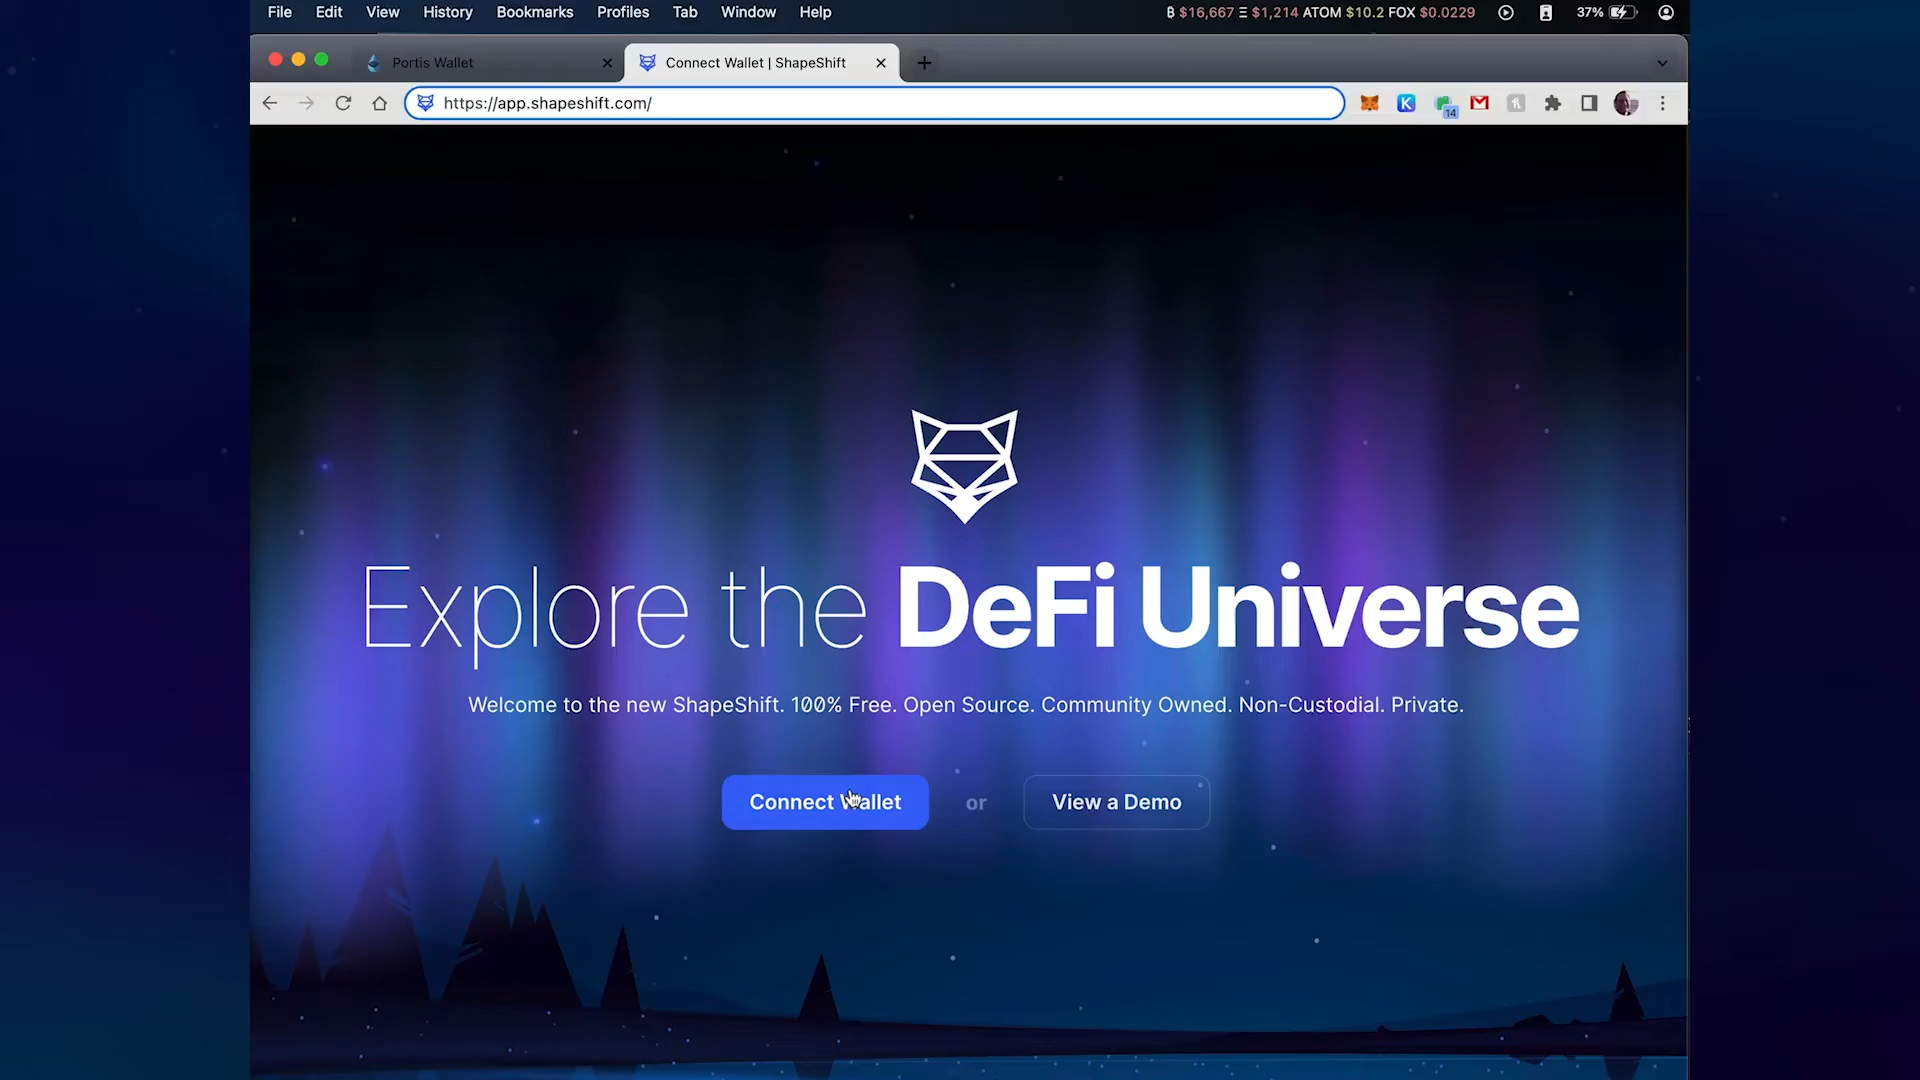 File Edit View History Bookmarks Profiles Tab Window Help
₿ $16,667 Ξ $1,214 ATOM $10.2 FOX $0.0229 37%
Portis Wallet
Connect Wallet | ShapeShift
https://app.shapeshift.com/
14
Explore the DeFi Universe
Welcome to the new ShapeShift. 100% Free. Open Source. Community Owned. Non-Custodial. Private.
Connect Wallet or View a Demo